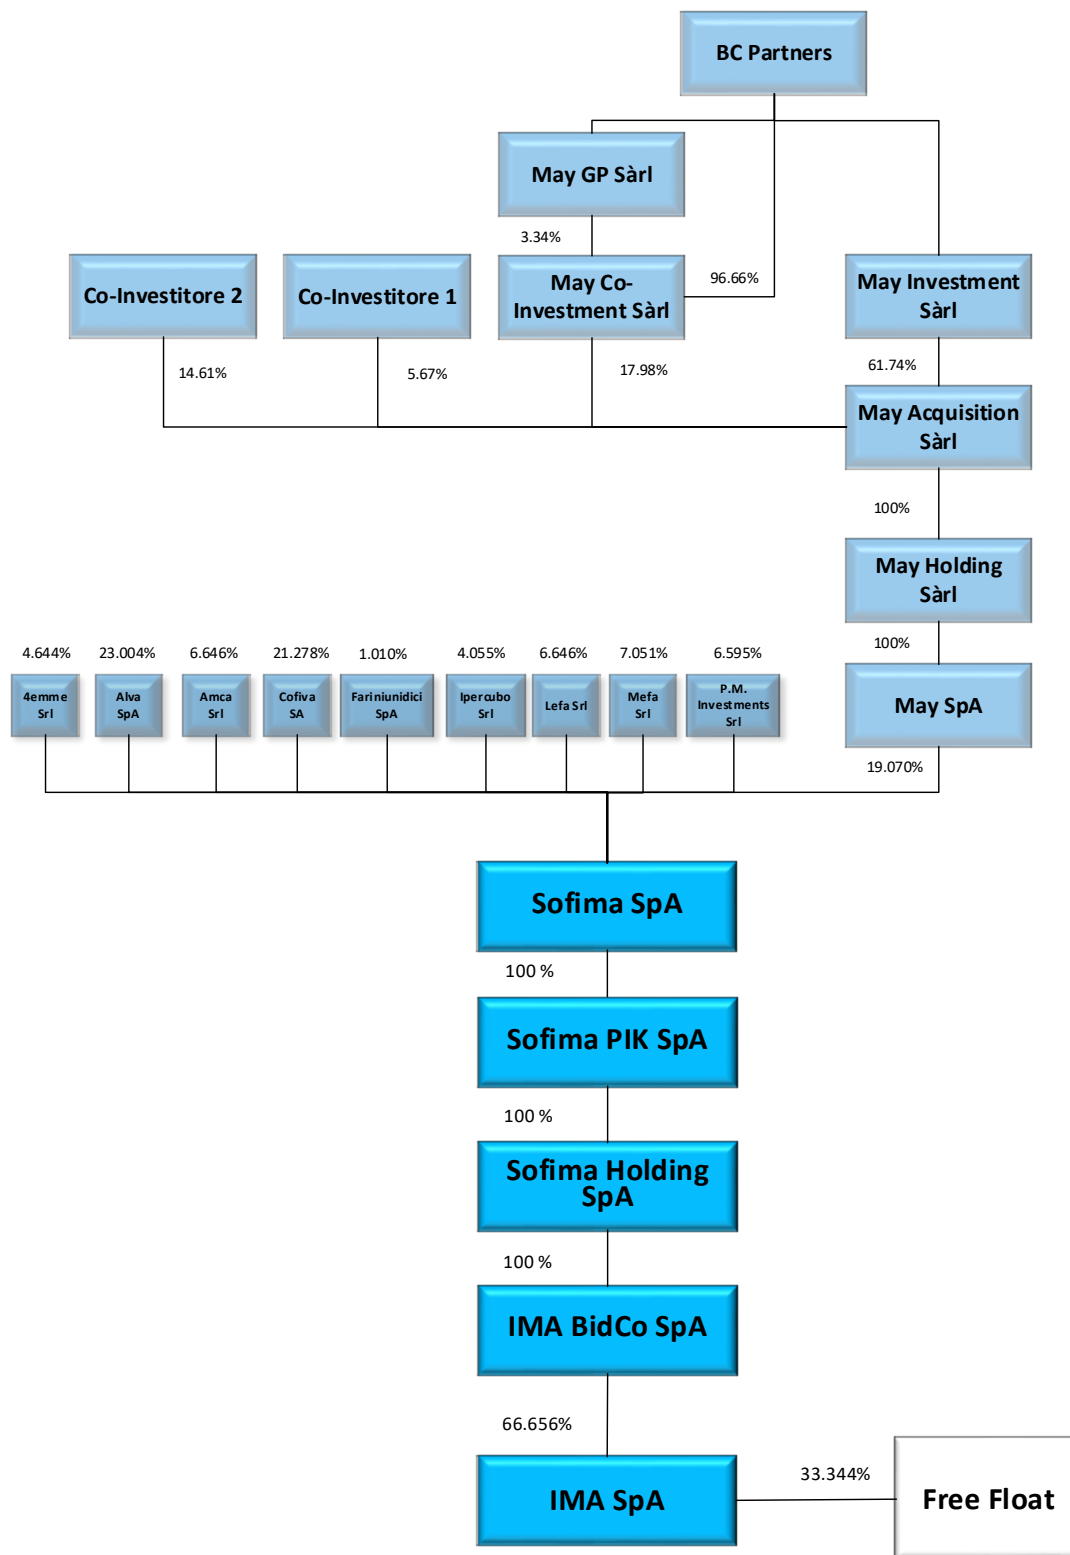 BC Partners
May GP Sàrl
3.34%
Co-Investitore 2
Co-Investitore 1
May Co-
Investment Sàrl
96.66%
May Investment
Sàrl
14.61%
5.67%
17.98%
61.74%
May Acquisition
Sàrl
100%
May Holding
Sàrl
100%
4.644%
23.004%
6.646%
21.278%
1.010%
4.055%
6.646%
7.051%
6.595%
4emme
Srl
Alva
SpA
Amca
Srl
Cofiva
SA
Fariniunidici
SpA
Ipercubo
Srl
Lefa Srl
Mefa
Srl
P.M.
Investments
Srl
May SpA
19.070%
Sofima SpA
100 %
Sofima PIK SpA
100 %
Sofima Holding
SpA
100 %
IMA BidCo SpA
66.656%
IMA SpA
33.344%
Free Float